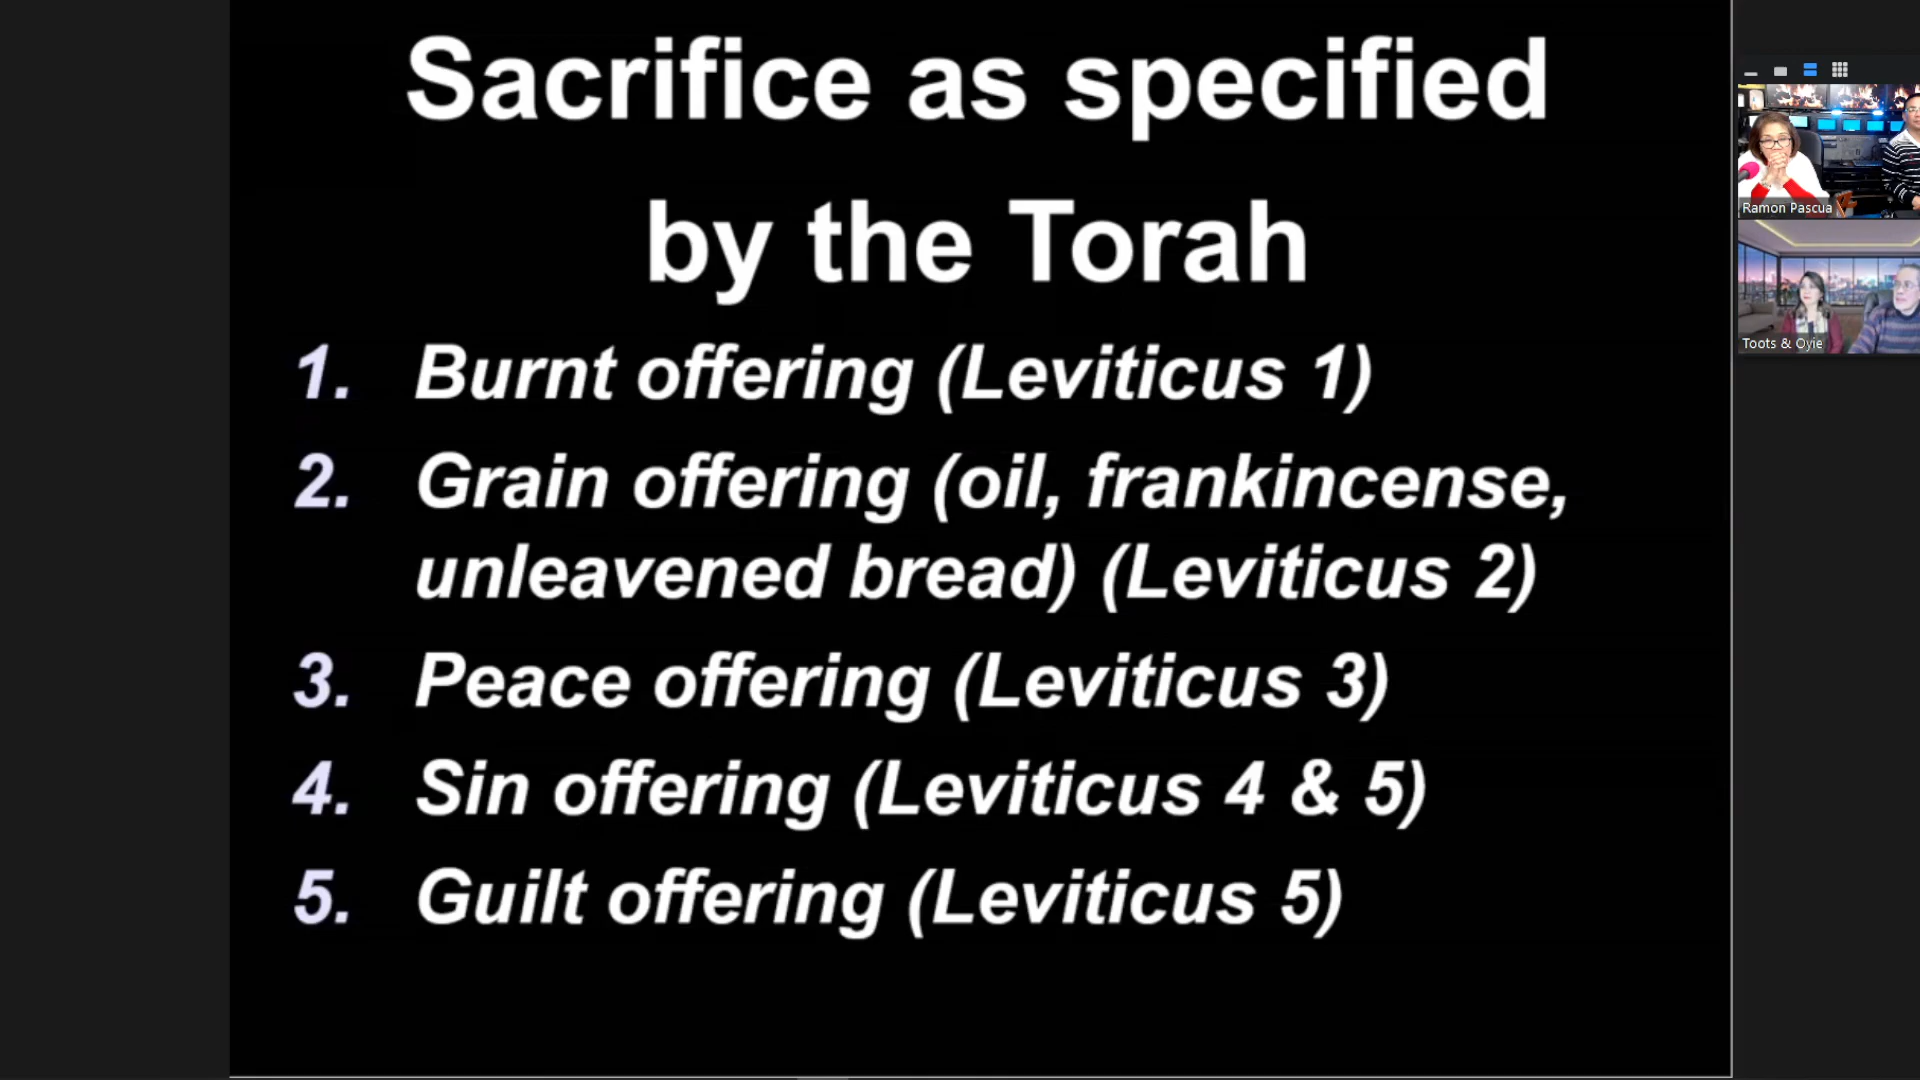 Sacrifice as specified
by the Torah
1. Burnt offering (Leviticus 1)
2. Grain offering (oil, frankincense,
unleavened bread) (Leviticus 2)
3. Peace offering (Leviticus 3)
4. Sin offering (Leviticus 4 & 5)
5. Guilt offering (Leviticus 5)
Ramon Pascua
Toots & Oyie